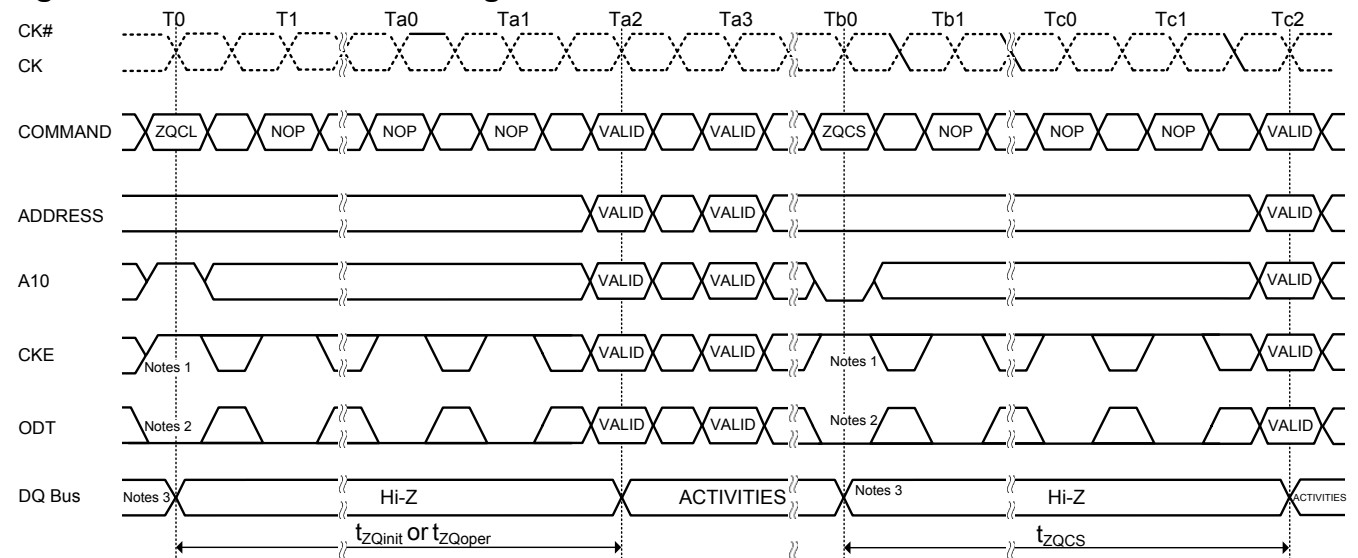 T0 T1 Ta0 Ta1 Ta2 Ta3 Tb0 Tb1 Tc0 Tc1 Tc2
CK#
CK
COMMAND ZQCL NOP NOP NOP VALID VALID ZQCS NOP NOP NOP VALID
ADDRESS VALID VALID VALID
A10 VALID VALID VALID
CKE Notes 1 VALID VALID Notes 1 VALID
ODT Notes 2 VALID VALID Notes 2 VALID
DQ Bus Notes 3 Hi-Z ACTIVITIES Notes 3 Hi-Z ACTIVITIES
tZQinit or tZQoper tZQCS